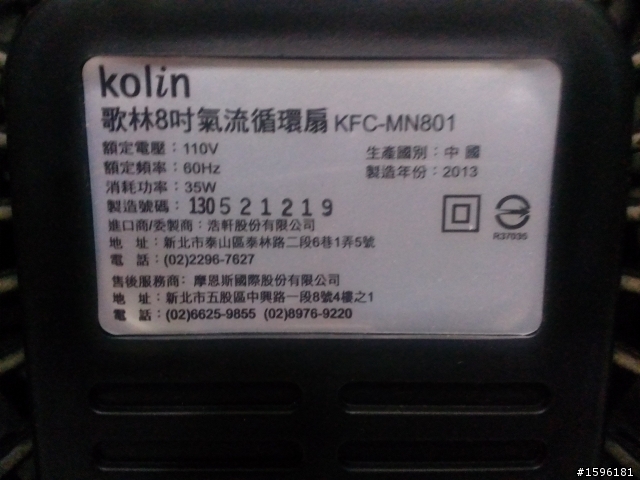 kolin
歌林8吋氣流循環扇 KFC-MN801
額定電壓：110V
額定頻率：60Hz
消耗功率：35W
生產國別：中 國
製造年份：2013
製造號碼：130521219
進口商/委製商：浩軒股份有限公司
地 址：新北市泰山區泰林路二段6巷1弄5號
電 話：(02)2296-7627
R37035
售後服務商：摩恩斯國際股份有限公司
地 址：新北市五股區中興路一段8號4樓之1
電 話：(02)6625-9855 (02)8976-9220
#1596181